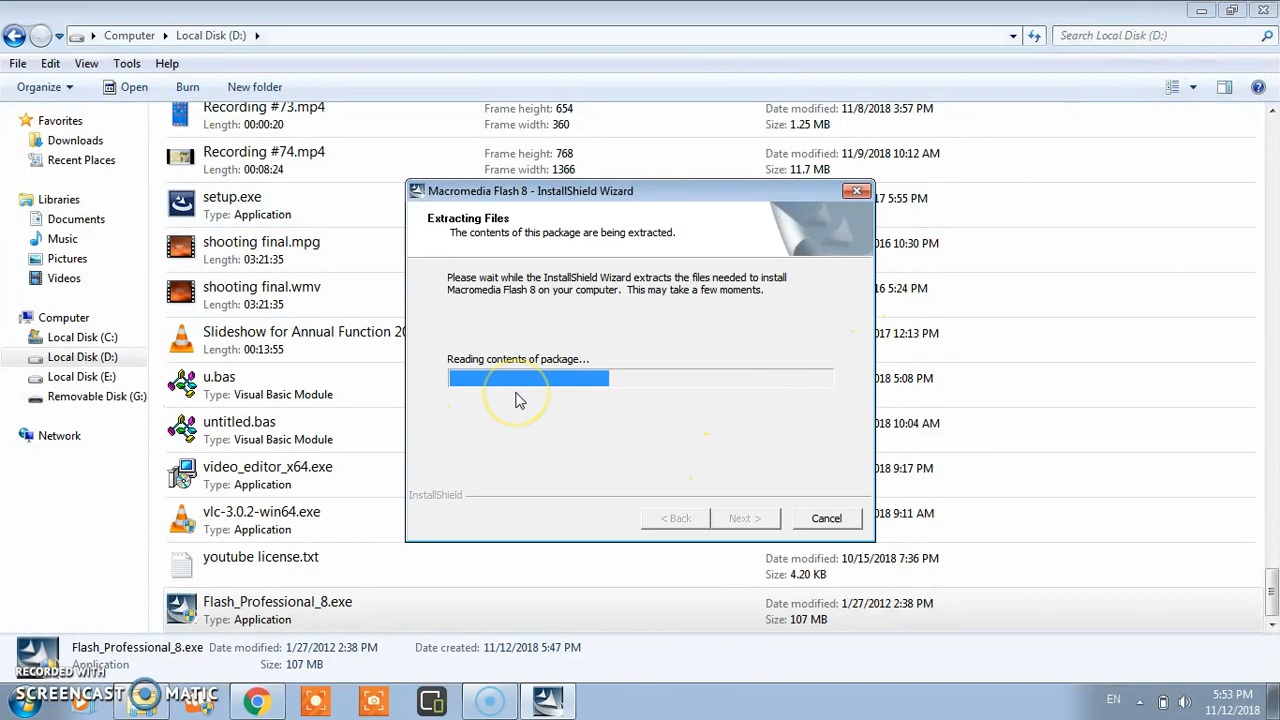 Computer Local Disk (D:)
Search Local Disk (D:)
File Edit View Tools Help
Organize Open Burn New folder
Favorites
Downloads
Recent Places
Libraries
Documents
Music
Pictures
Videos
Computer
Local Disk (C:)
Local Disk (D:)
Local Disk (E:)
Removable Disk (G:)
Network
Recording #73.mp4 Frame height: 654 Date modified: 11/8/2018 3:57 PM
Length: 00:00:20 Frame width: 360 Size: 1.25 MB
Recording #74.mp4 Frame height: 768 Date modified: 11/9/2018 10:12 AM
Length: 00:08:24 Frame width: 1366 Size: 11.7 MB
setup.exe 17 5:55 PM
Type: Application
shooting final.mpg 2016 10:30 PM
Length: 03:21:35
shooting final.wmv 2016 5:24 PM
Length: 03:21:35
Slideshow for Annual Function 20 2017 12:13 PM
Length: 00:13:55
u.bas 2018 5:08 PM
Type: Visual Basic Module
untitled.bas 2018 10:04 AM
Type: Visual Basic Module
video_editor_x64.exe 2018 9:17 PM
Type: Application
vlc-3.0.2-win64.exe 2018 9:11 AM
Type: Application
youtube license.txt Date modified: 10/15/2018 7:36 PM
Size: 4.20 KB
Flash_Professional_8.exe Date modified: 1/27/2012 2:38 PM
Type: Application Size: 107 MB
Macromedia Flash 8 - InstallShield Wizard
Extracting Files
The contents of this package are being extracted.
Please wait while the InstallShield Wizard extracts the files needed to install
Macromedia Flash 8 on your computer. This may take a few moments.
Reading contents of package...
InstallShield
< Back Next > Cancel
Flash_Professional_8.exe Date modified: 1/27/2012 2:38 PM Date created: 11/12/2018 5:47 PM
Application Size: 107 MB
RECORDED WITH
SCREENCAST MATIC
EN
5:53 PM
11/12/2018